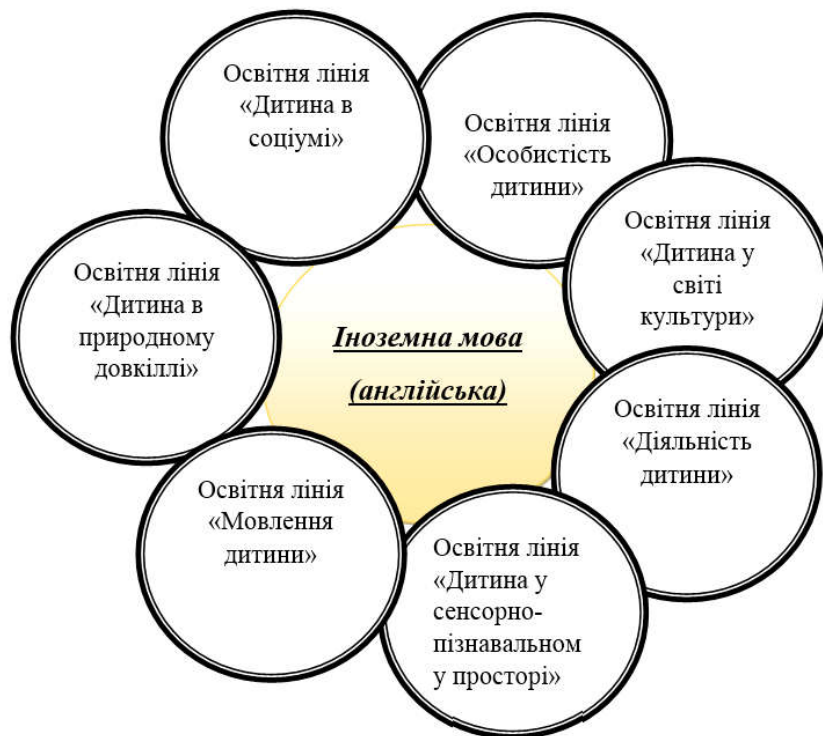 Освітня лінія
«Дитина в
соціумі»
Освітня лінія
«Особистість
дитини»
Освітня лінія
«Дитина у
світі
культури»
Освітня лінія
«Дитина в
природному
довкіллі»
Іноземна мова
(англійська)
Освітня лінія
«Діяльність
дитини»
Освітня лінія
«Мовлення
дитини»
Освітня лінія
«Дитина у
сенсорно-
пізнавальном
у просторі»